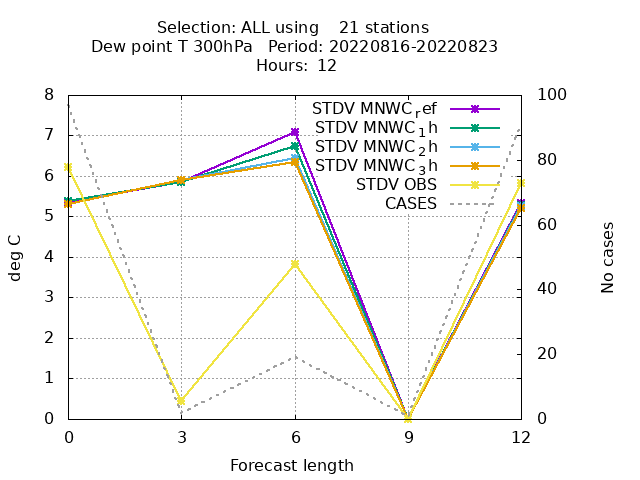 Selection: ALL using    21 stations
Dew point T 300hPa   Period: 20220816-20220823
Hours:  12
STDV MNWC_ref
STDV MNWC_1h
STDV MNWC_2h
STDV MNWC_3h
STDV OBS
CASES
8
7
6
5
4
3
2
1
0
deg C
100
80
60
40
20
0
No cases
0 3 6 9 12
Forecast length